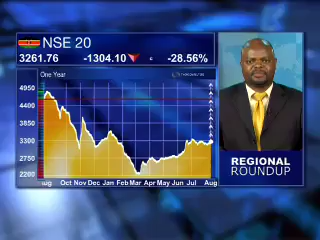 NSE 20
3261.76 -1304.10 -28.56%
One Year
4950
4400
3850
3300
2750
2200
Aug Oct Nov Dec Jan Feb Mar Apr May Jun Jul Aug
REGIONAL
ROUNDUP